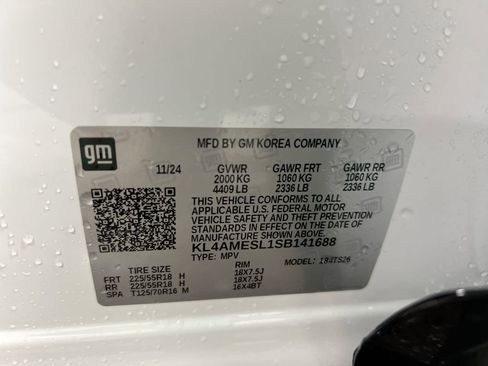 gm
MFD BY GM KOREA COMPANY
11/24 GVWR GAWR FRT GAWR RR
2000 KG 1060 KG 1060 KG
4409 LB 2336 LB 2336 LB
THIS VEHICLE CONFORMS TO ALL
APPLICABLE U.S. FEDERAL MOTOR
VEHICLE SAFETY AND THEFT PREVENTION
STANDARDS IN EFFECT ON THE DATE OF
MANUFACTURE SHOWN ABOVE.
KL4AMESL1SB141688
TYPE: MPV MODEL: 184TS26
TIRE SIZE RIM
FRT 225/55R18 H 18X7.5J
RR 225/55R18 H 18X7.5J
SPA T125/70R16 M 16X4BT